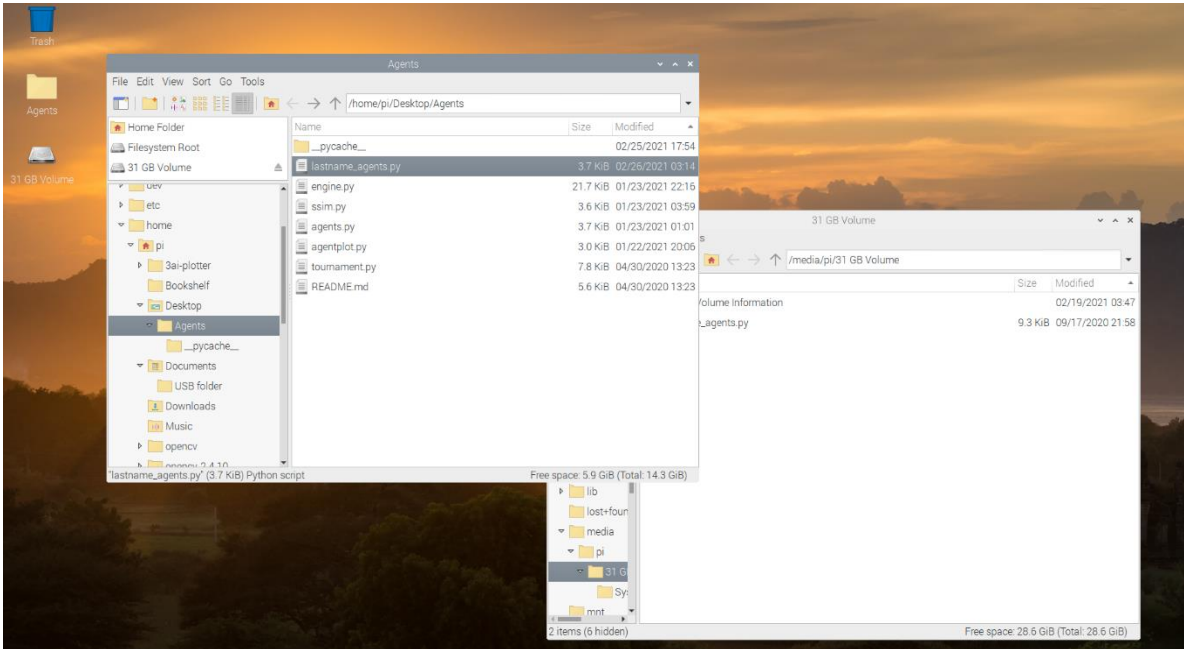 Trash
Agents
31 GB Volume
Agents
File Edit View Sort Go Tools
/home/pi/Desktop/Agents
Home Folder
Filesystem Root
31 GB Volume
dev
etc
home
pi
3ai-plotter
Bookshelf
Desktop
Agents
__pycache__
Documents
USB folder
Downloads
Music
opencv
opencv-2.4.10
Name Size Modified
__pycache__ 02/25/2021 17:54
lastname_agents.py 3.7 KiB 02/26/2021 03:14
engine.py 21.7 KiB 01/23/2021 22:16
ssim.py 3.6 KiB 01/23/2021 03:59
agents.py 3.7 KiB 01/23/2021 01:01
agentplot.py 3.0 KiB 01/22/2021 20:06
tournament.py 7.8 KiB 04/30/2020 13:23
README.md 5.6 KiB 04/30/2020 13:23
"lastname_agents.py" (3.7 KiB) Python script Free space: 5.9 GiB (Total: 14.3 GiB)
31 GB Volume
s
/media/pi/31 GB Volume
Size Modified
Volume Information 02/19/2021 03:47
_agents.py 9.3 KiB 09/17/2020 21:58
lib
lost+foun
media
pi
31 G
Sys
mnt
2 items (6 hidden) Free space: 28.6 GiB (Total: 28.6 GiB)